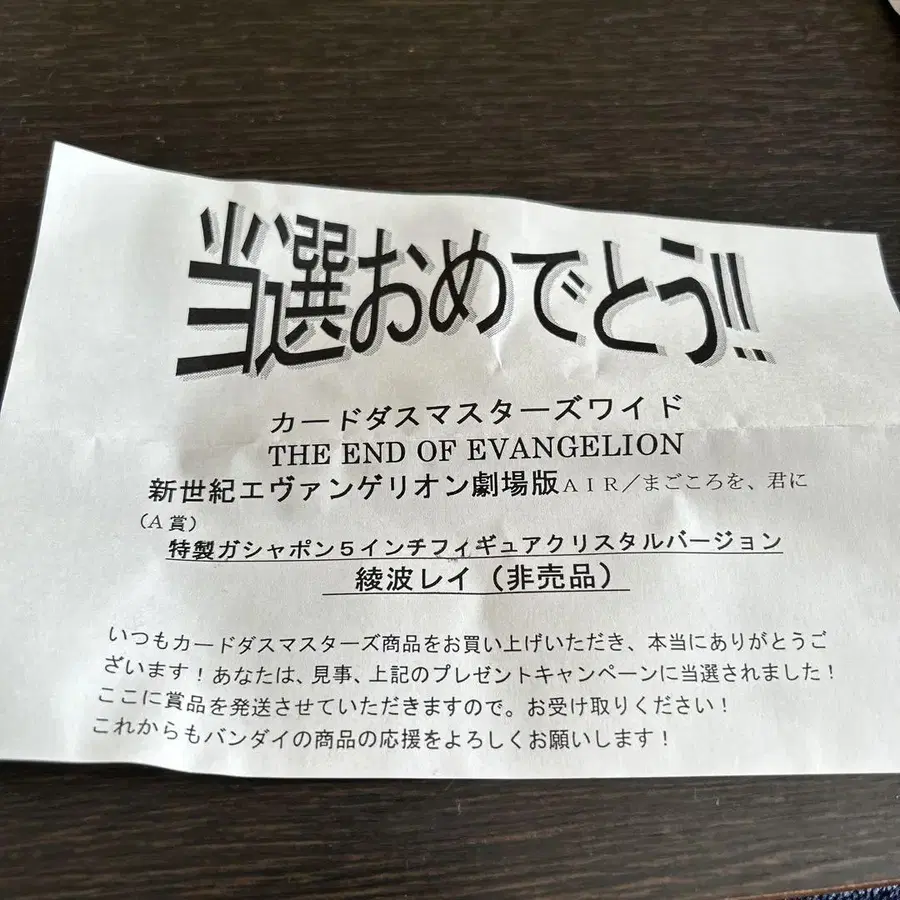 当選おめでとう!!
カードダスマスターズワイド
THE END OF EVANGELION
新世紀エヴァンゲリオン劇場版AIR/まごころを、君に
(A賞)
特製ガシャポン5インチフィギュアクリスタルバージョン
綾波レイ(非売品)
いつもカードダスマスターズ商品をお買い上げいただき、本当にありがとうご
ざいます!あなたは、見事、上記のプレゼントキャンペーンに当選されました!
ここに賞品を発送させていただきますので。お受け取りください!
これからもバンダイの商品の応援をよろしくお願いします!